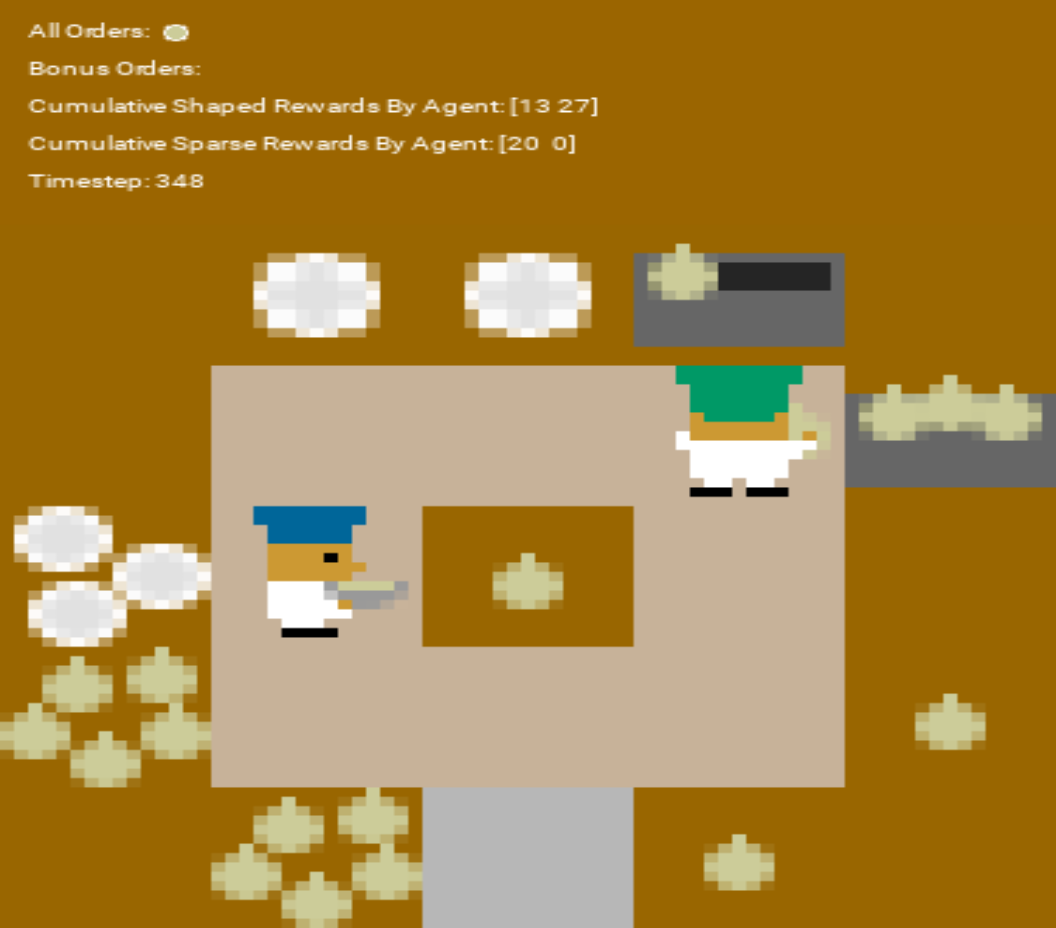 All Orders:
Bonus Orders:
Cumulative Shaped Rewards By Agent: [13 27]
Cumulative Sparse Rewards By Agent: [20  0]
Timestep: 348